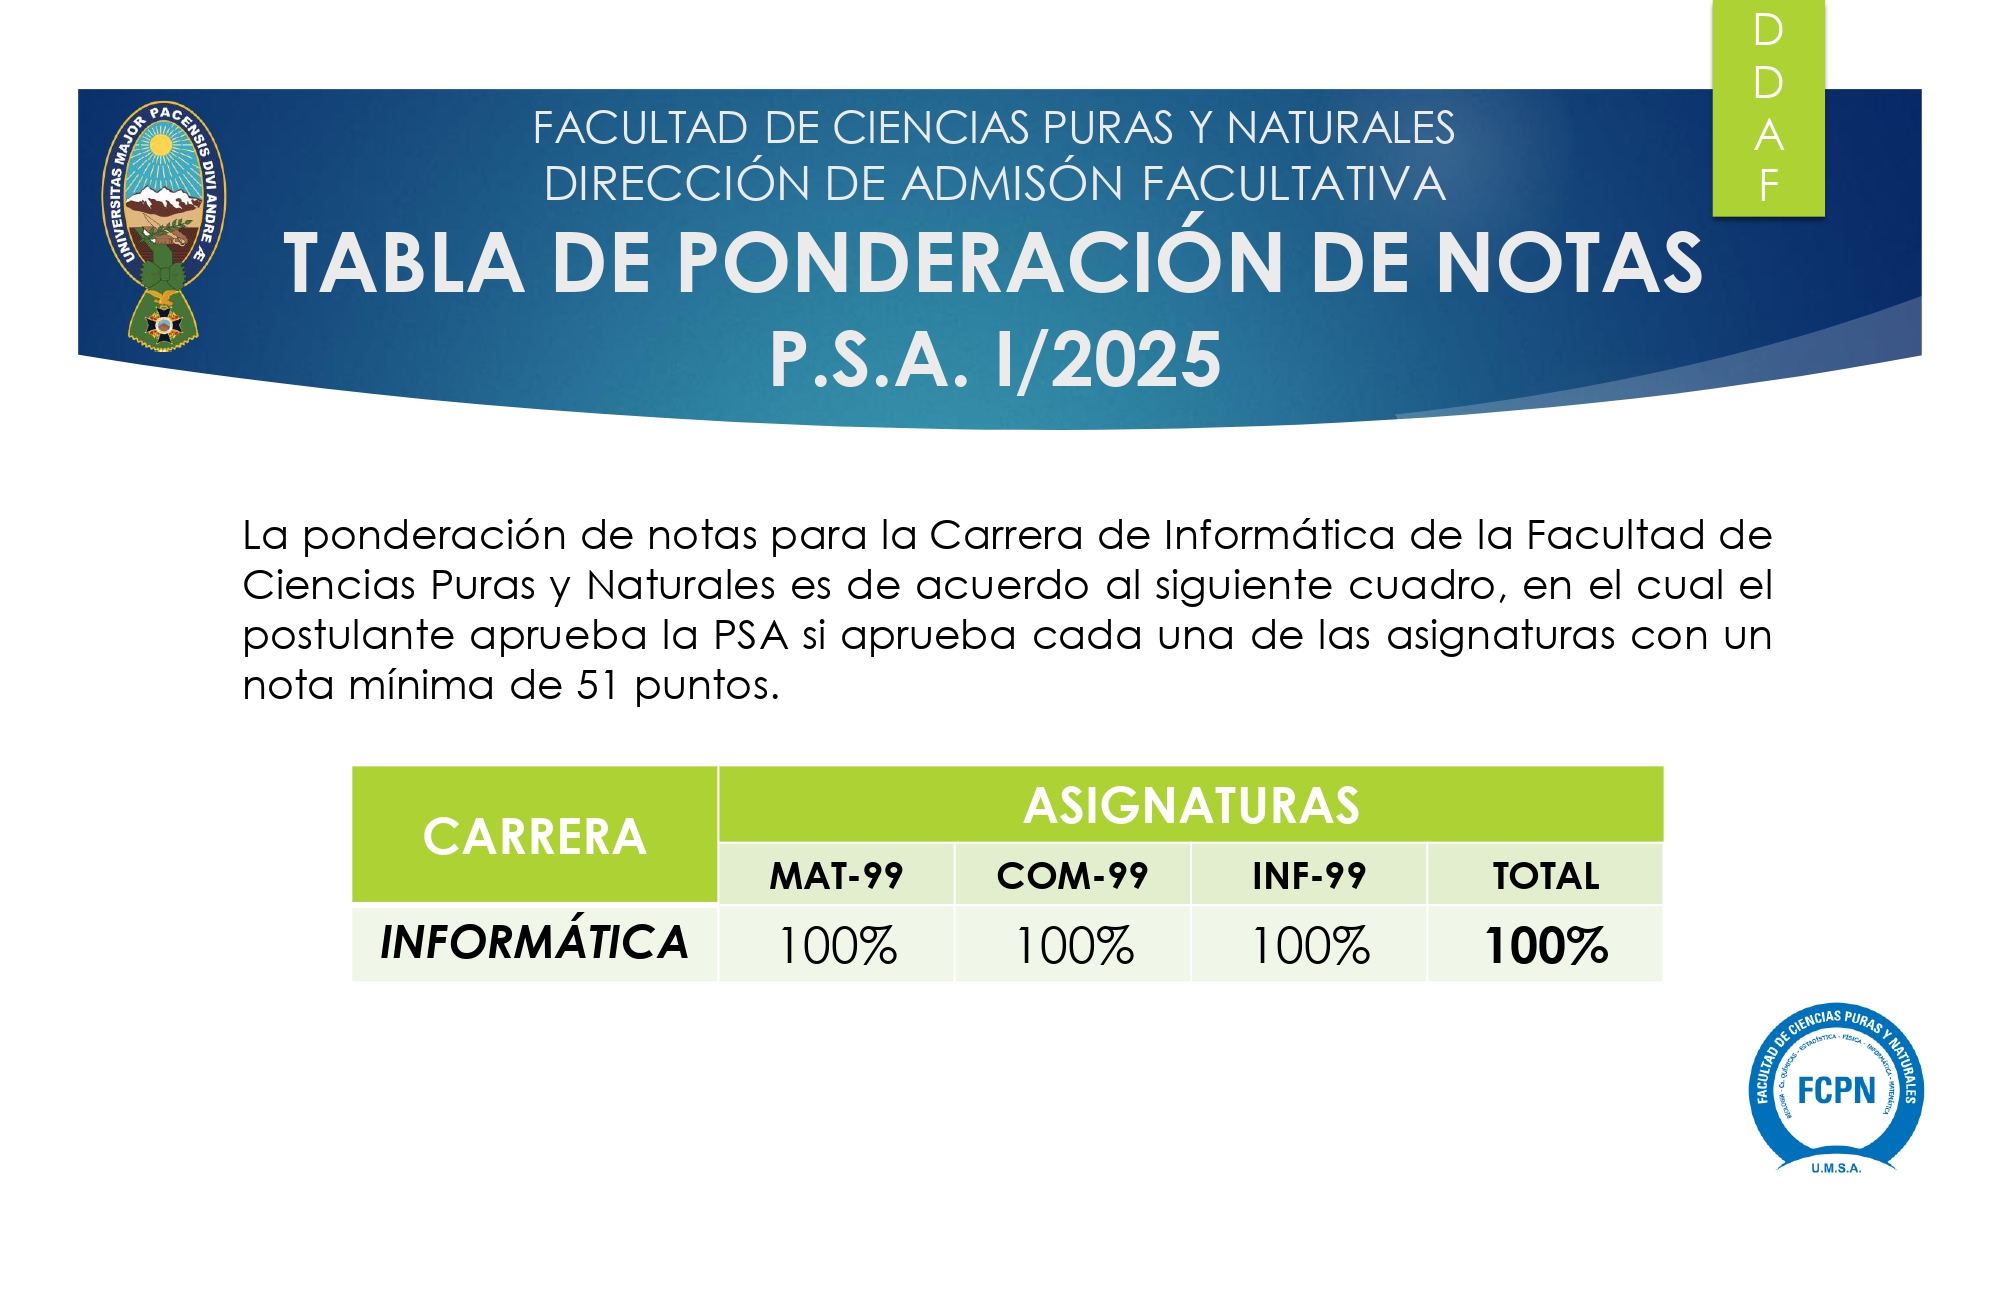 D
D
A
F
UNIVERSITAS MAJOR PACENSIS DIVI ANDRE Æ
FACULTAD DE CIENCIAS PURAS Y NATURALES
DIRECCIÓN DE ADMISÓN FACULTATIVA
TABLA DE PONDERACIÓN DE NOTAS
P.S.A. I/2025
La ponderación de notas para la Carrera de Informática de la Facultad de
Ciencias Puras y Naturales es de acuerdo al siguiente cuadro, en el cual el
postulante aprueba la PSA si aprueba cada una de las asignaturas con un
nota mínima de 51 puntos.
CARRERA
ASIGNATURAS
MAT-99 COM-99 INF-99 TOTAL
INFORMÁTICA 100% 100% 100% 100%
FACULTAD DE CIENCIAS PURAS Y NATURALES
BIOLOGÍA - Cs. QUÍMICAS - ESTADÍSTICA - FÍSICA - INFORMÁTICA - MATEMÁTICA
FCPN
U.M.S.A.